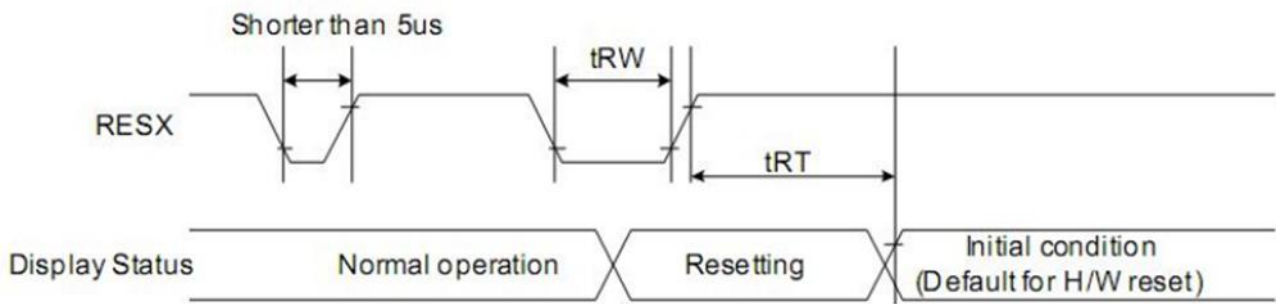 Shorter than 5us
tRW
RESX
tRT
Display Status
Normal operation
Resetting
Initial condition
(Default for H/W reset)